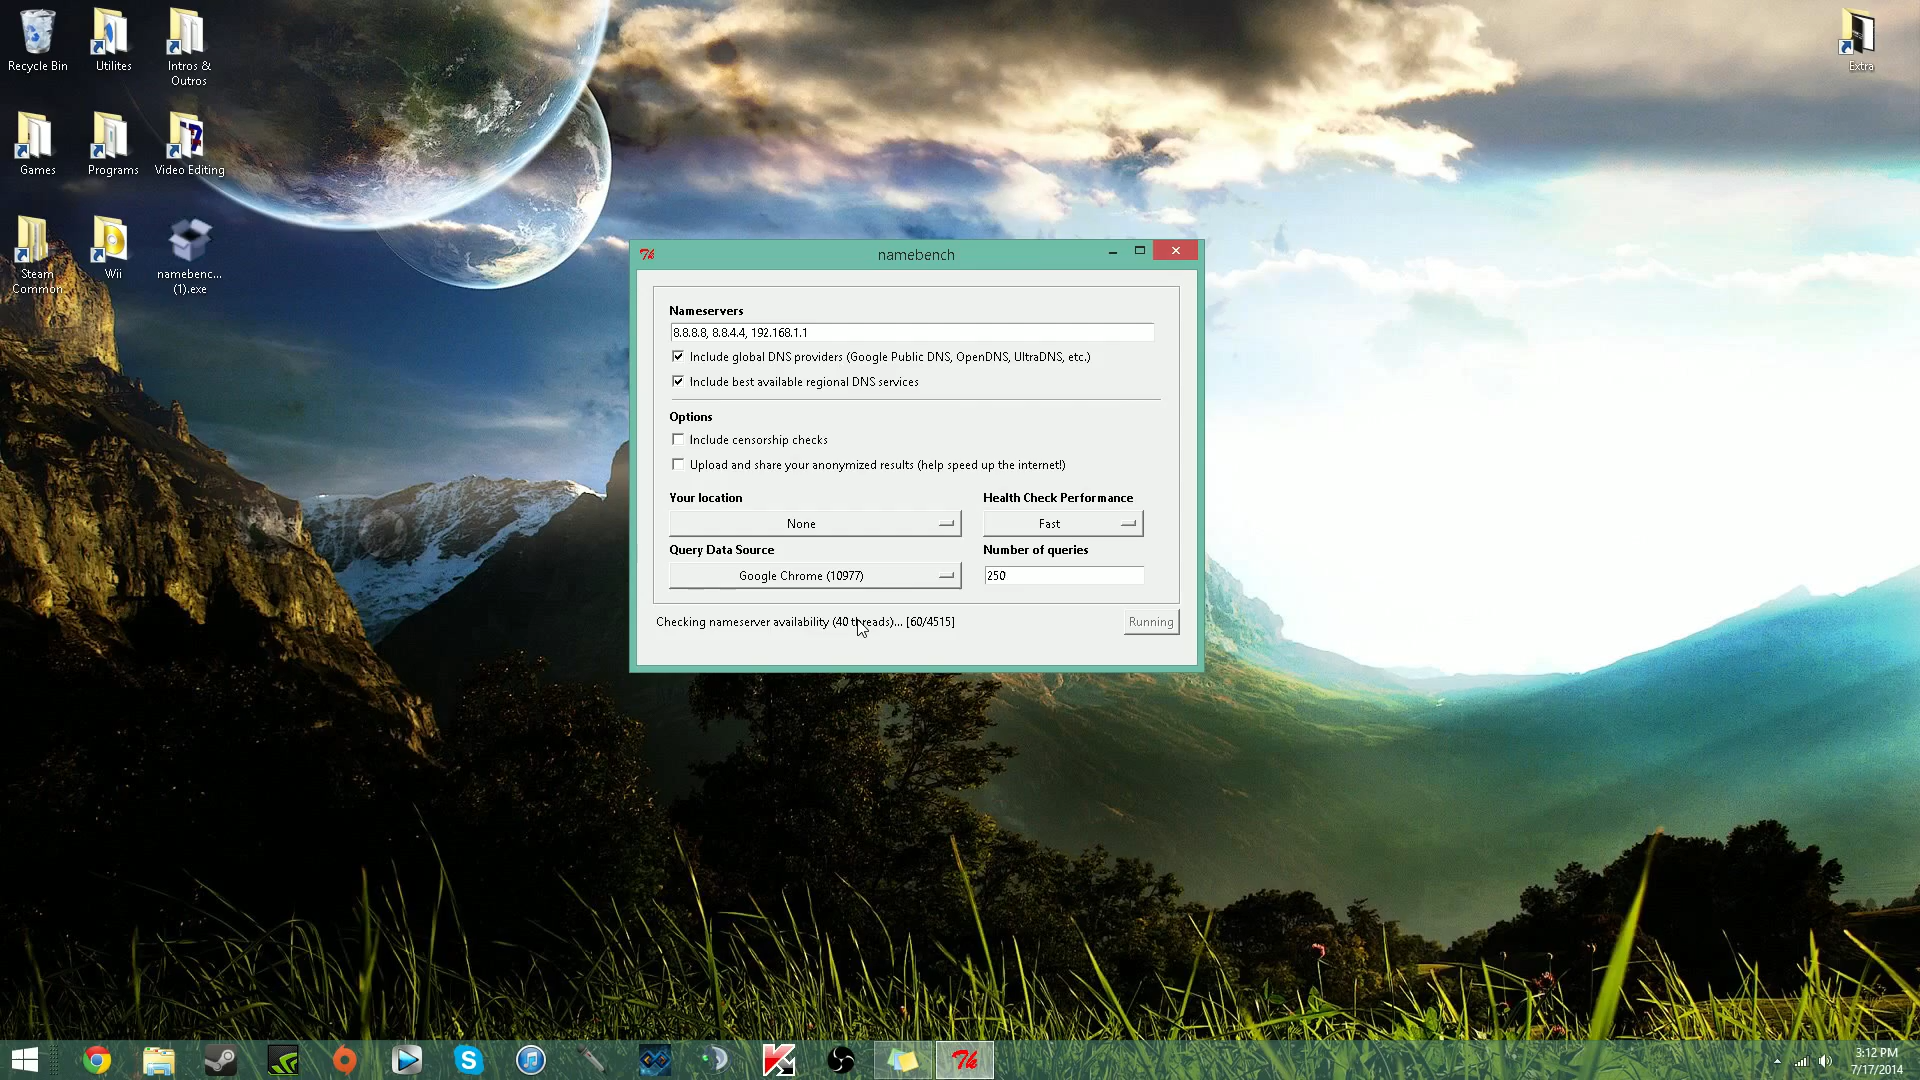 Recycle Bin
Utilites
Intros &
Outros
Extra
Games
Programs
Video Editing
Steam
Common
Wii
namebenc...
(1).exe
namebench
Nameservers
8.8.8.8, 8.8.4.4, 192.168.1.1
Include global DNS providers (Google Public DNS, OpenDNS, UltraDNS, etc.)
Include best available regional DNS services
Options
Include censorship checks
Upload and share your anonymized results (help speed up the internet!)
Your location
Health Check Performance
None
Fast
Query Data Source
Number of queries
Google Chrome (10977)
250
Checking nameserver availability (40 threads)... [60/4515]
Running
3:12 PM
7/17/2014